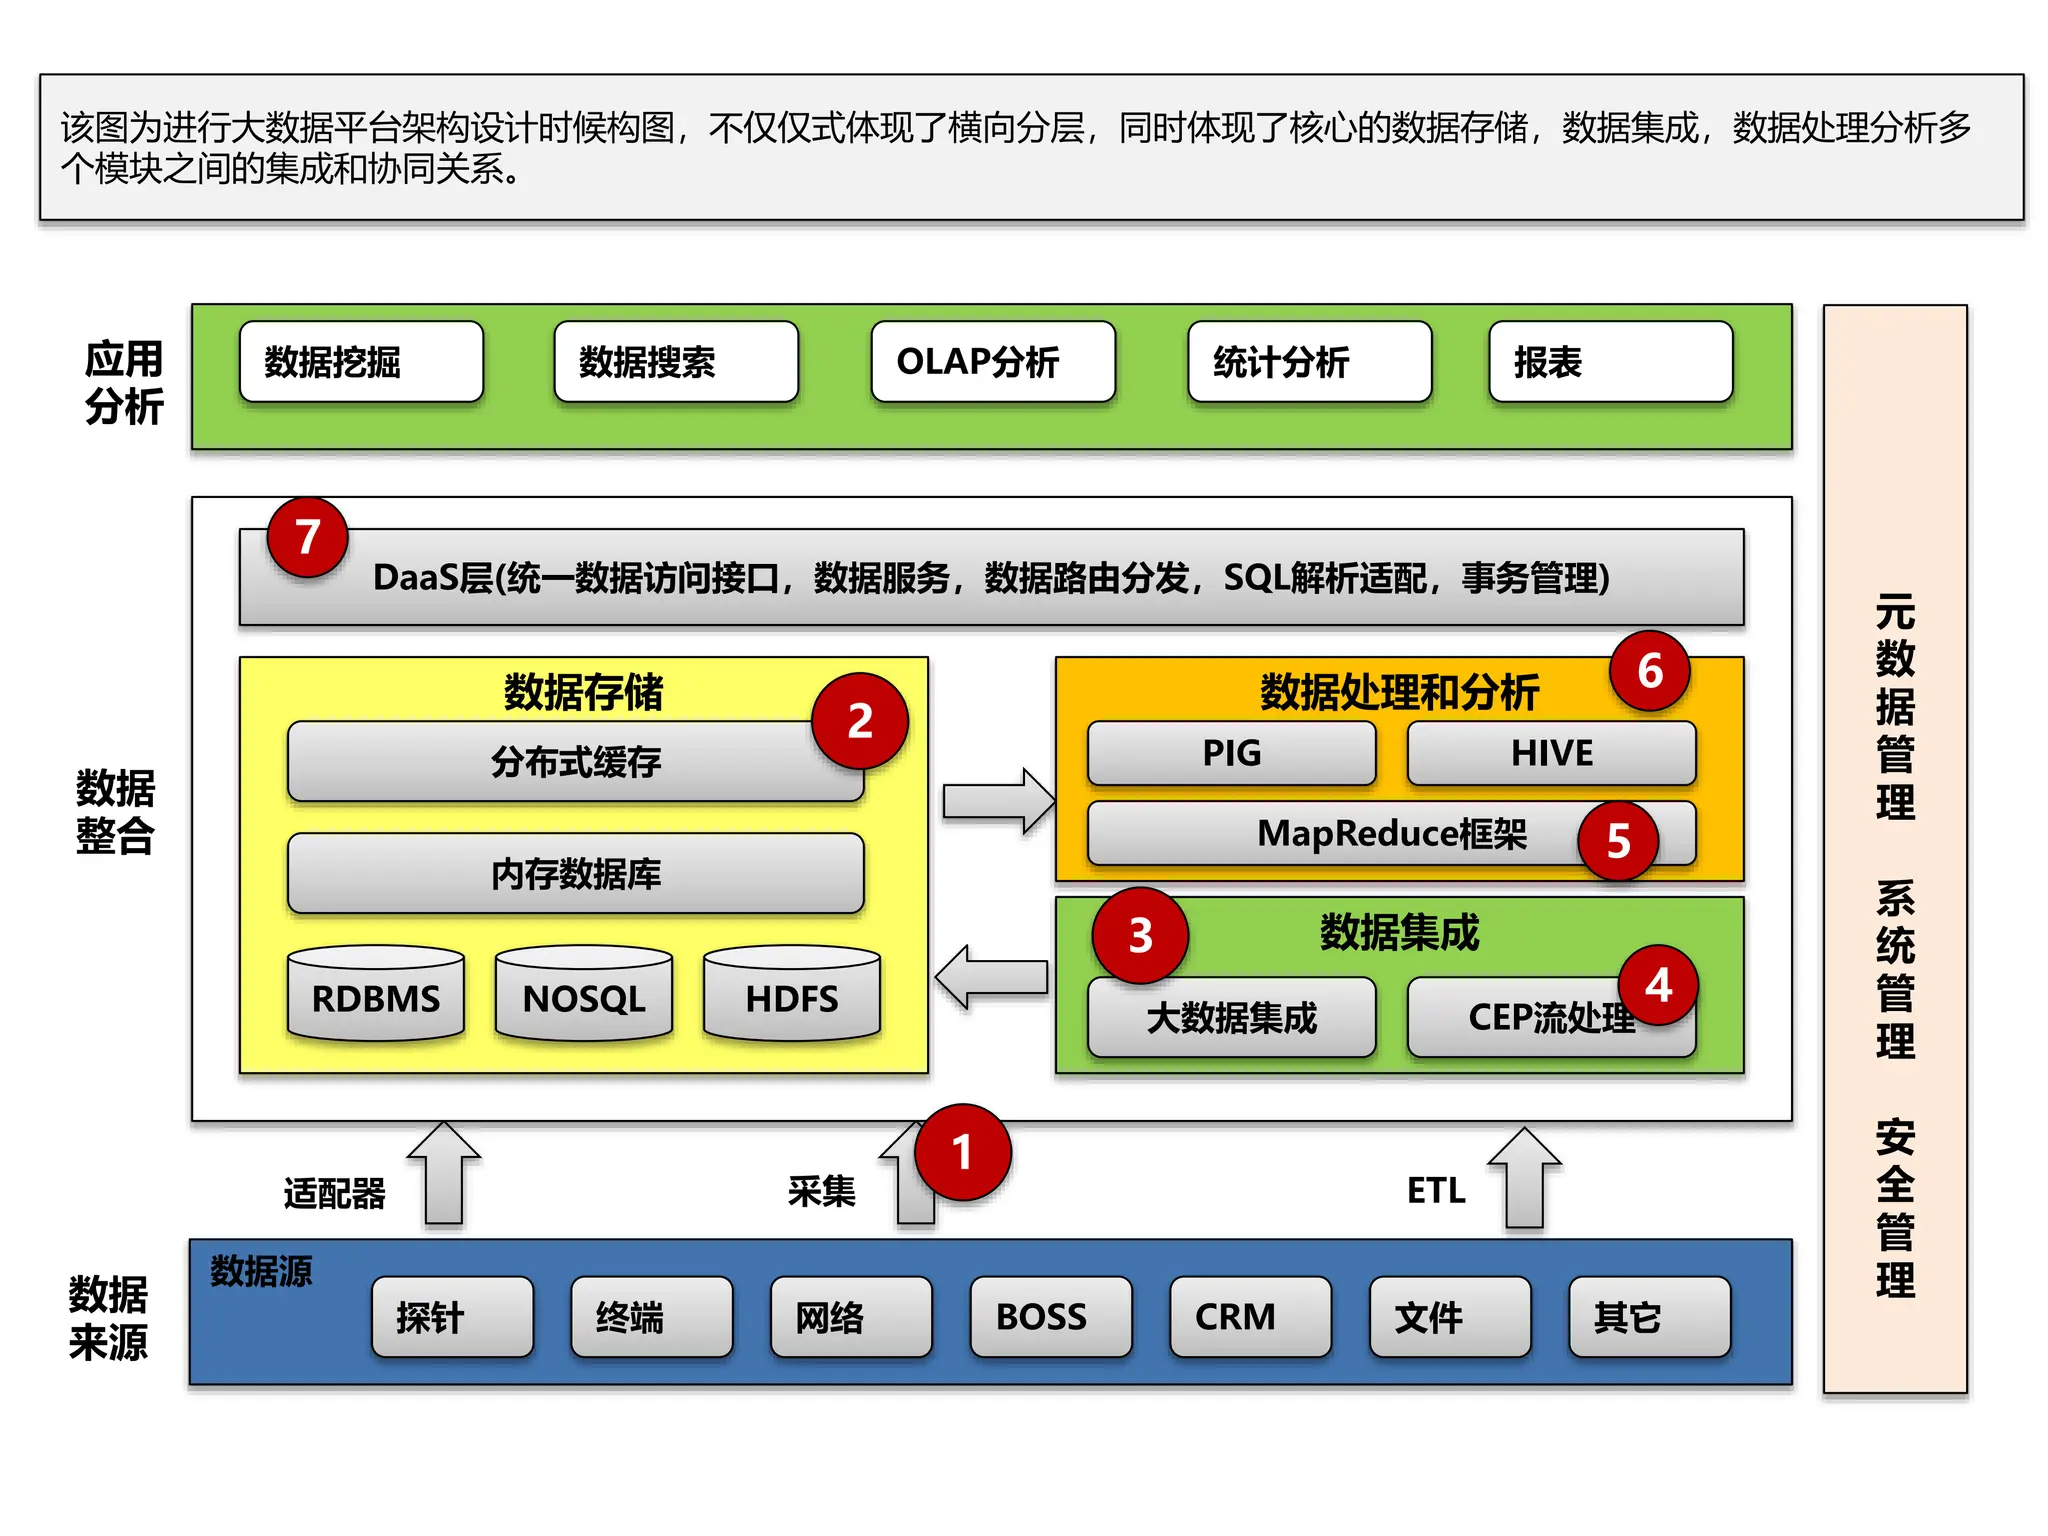 该图为进行大数据平台架构设计时候构图，不仅仅式体现了横向分层，同时体现了核心的数据存储，数据集成，数据处理分析多
个模块之间的集成和协同关系。
应用
分析
数据挖掘
数据搜索
OLAP分析
统计分析
报表
数据
整合
7
DaaS层(统一数据访问接口，数据服务，数据路由分发，SQL解析适配，事务管理)
数据存储
2
分布式缓存
内存数据库
RDBMS
NOSQL
HDFS
数据处理和分析
6
PIG
HIVE
MapReduce框架
5
3
数据集成
4
大数据集成
CEP流处理
适配器
采集
1
ETL
数据
来源
数据源
探针
终端
网络
BOSS
CRM
文件
其它
元数据管理
系统管理
安全管理